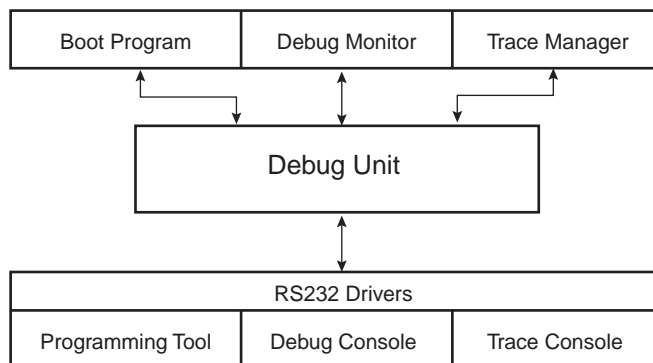 Boot Program
Debug Monitor
Trace Manager
Debug Unit
RS232 Drivers
Programming Tool
Debug Console
Trace Console